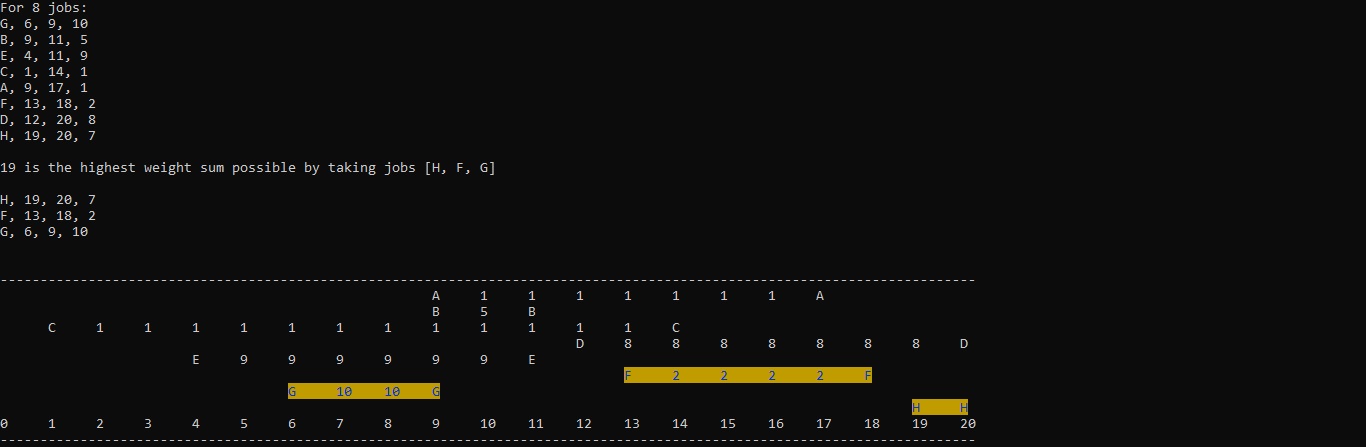 For 8 jobs:
G, 6, 9, 10
B, 9, 11, 5
E, 4, 11, 9
C, 1, 14, 1
A, 9, 17, 1
F, 13, 18, 2
D, 12, 20, 8
H, 19, 20, 7
19 is the highest weight sum possible by taking jobs [H, F, G]
H, 19, 20, 7
F, 13, 18, 2
G, 6, 9, 10
A 1 1 1 1 1 1 1 A
B 5 B
C 1 1 1 1 1 1 1 1 1 1 1 1 C
D 8 8 8 8 8 8 8 D
E 9 9 9 9 9 9 E
F 2 2 2 2 F
G 10 10 G
H H
0 1 2 3 4 5 6 7 8 9 10 11 12 13 14 15 16 17 18 19 20